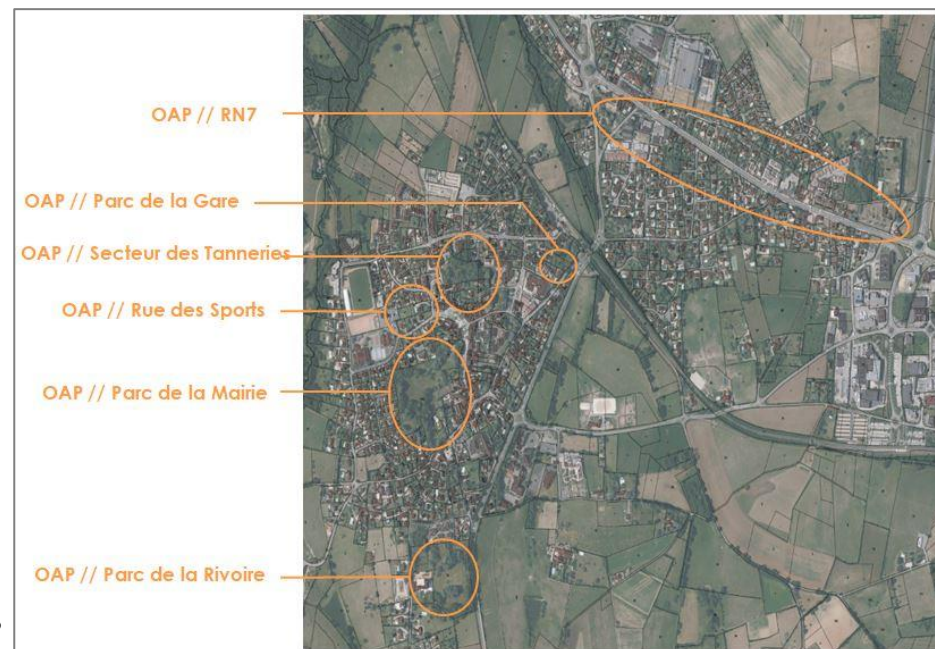 OAP // RN7
OAP // Parc de la Gare
OAP // Secteur des Tanneries
OAP // Rue des Sports
OAP // Parc de la Mairie
OAP // Parc de la Rivoire